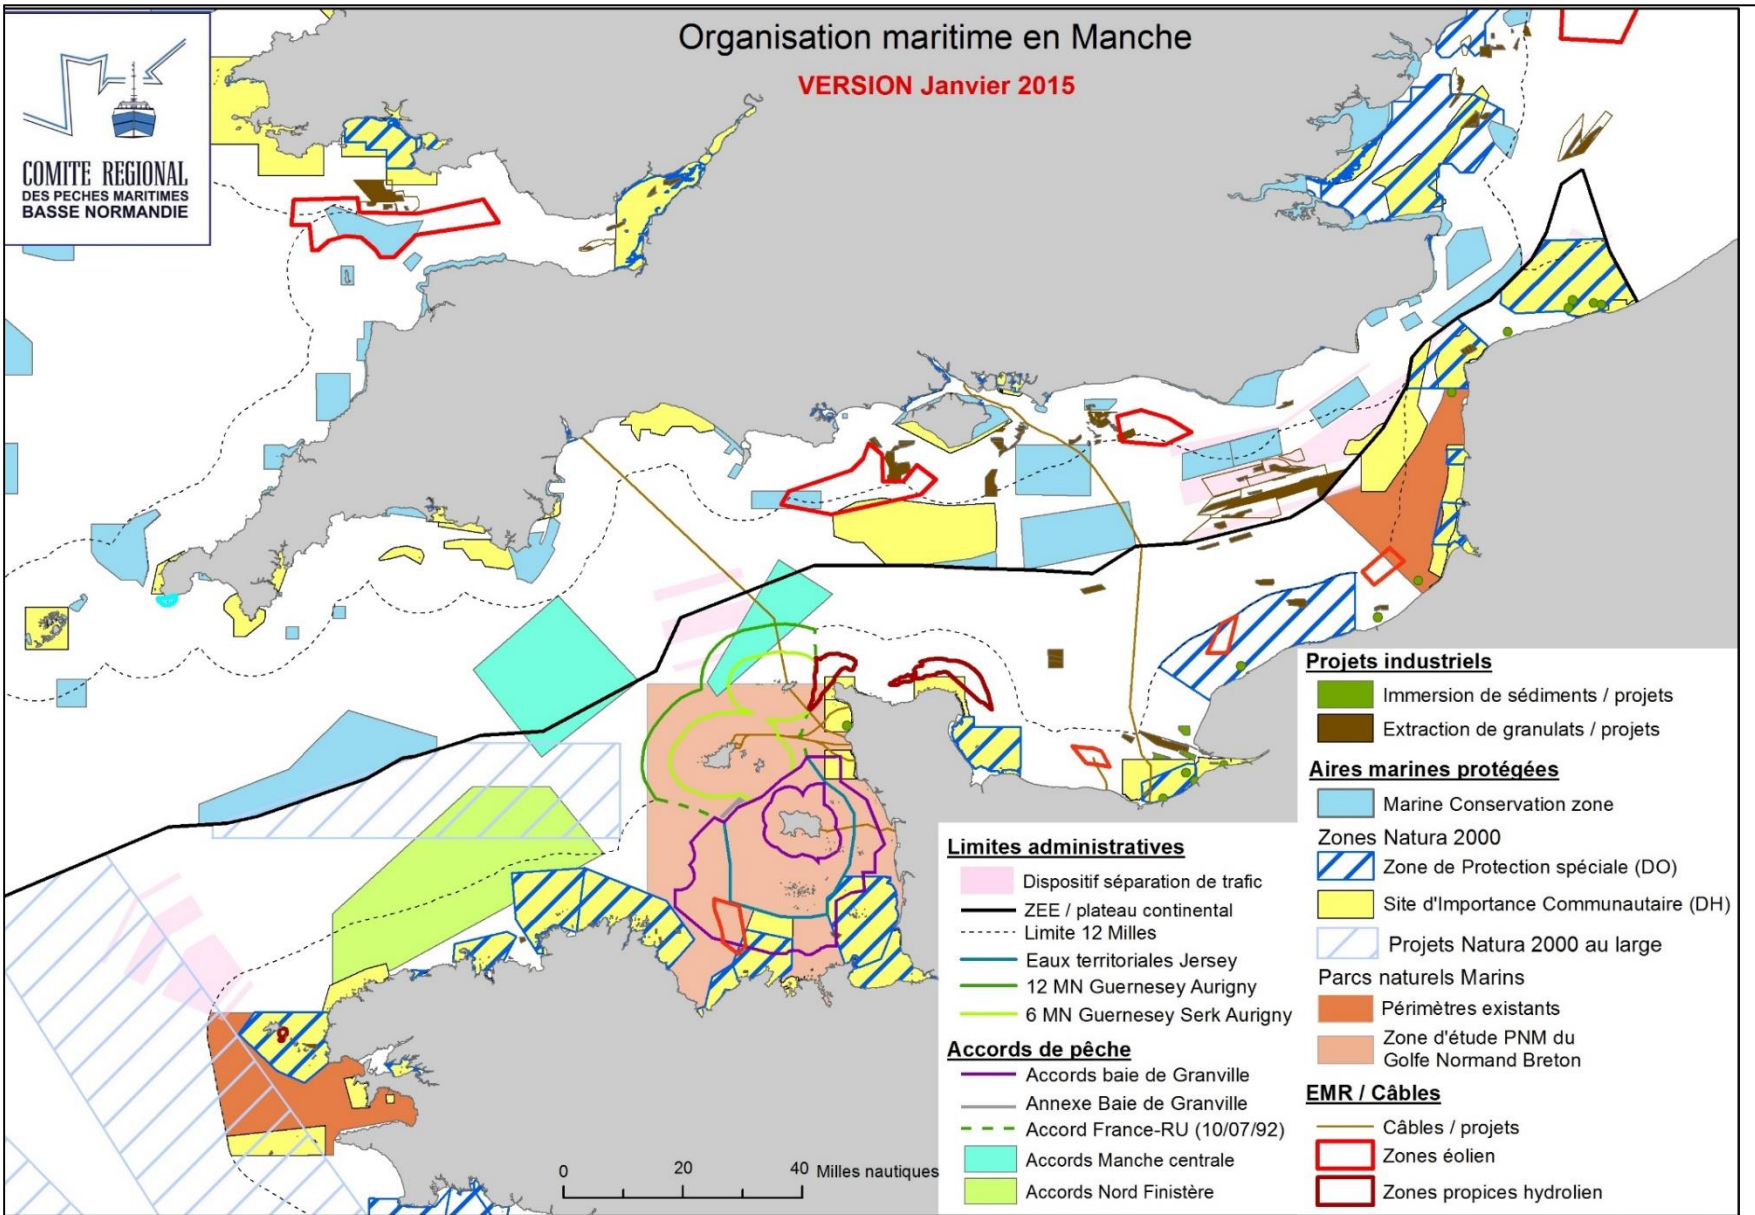 Organisation maritime en Manche
VERSION Janvier 2015
COMITE REGIONAL
DES PECHES MARITIMES
BASSE NORMANDIE
Limites administratives
Dispositif séparation de trafic
ZEE / plateau continental
Limite 12 Milles
Eaux territoriales Jersey
12 MN Guernesey Aurigny
6 MN Guernesey Serk Aurigny
Accords de pêche
Accords baie de Granville
Annexe Baie de Granville
Accord France-RU (10/07/92)
Accords Manche centrale
Accords Nord Finistère
0 20 40 Milles nautiques
Projets industriels
Immersion de sédiments / projets
Extraction de granulats / projets
Aires marines protégées
Marine Conservation zone
Zones Natura 2000
Zone de Protection spéciale (DO)
Site d'Importance Communautaire (DH)
Projets Natura 2000 au large
Parcs naturels Marins
Périmètres existants
Zone d'étude PNM du
Golfe Normand Breton
EMR / Câbles
Câbles / projets
Zones éolien
Zones propices hydrolien